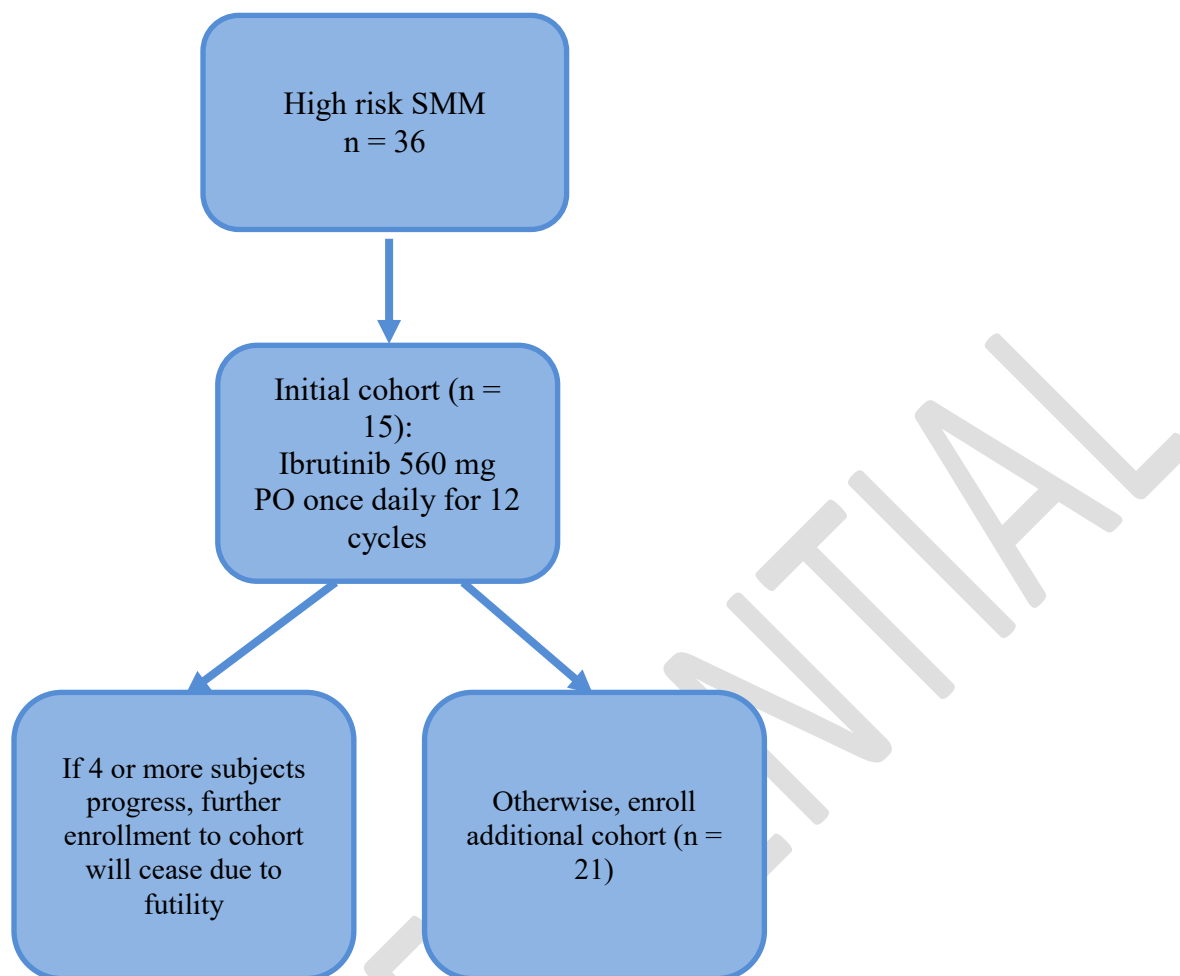 High risk SMM
n = 36
Initial cohort (n =
15):
Ibrutinib 560 mg
PO once daily for 12
cycles
If 4 or more subjects
progress, further
enrollment to cohort
will cease due to
futility
Otherwise, enroll
additional cohort (n =
21)
ENTIAL